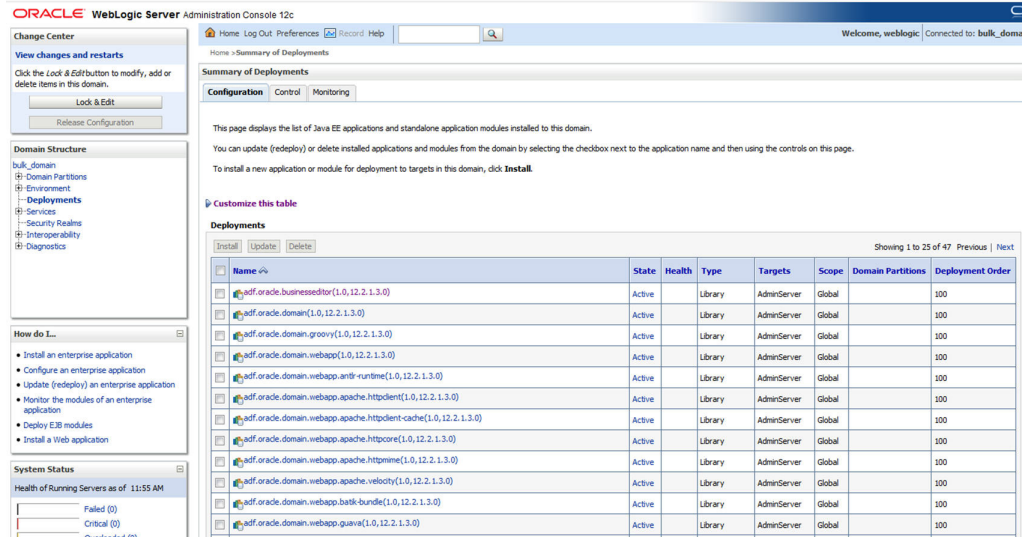 ORACLE WebLogic Server Administration Console 12c
Change Center
View changes and restarts
Click the Lock & Edit button to modify, add or
delete items in this domain.
Lock & Edit
Release Configuration
Domain Structure
bulk_domain
Domain Partitions
Environment
Deployments
Services
Security Realms
Interoperability
Diagnostics
How do I...
Install an enterprise application
Configure an enterprise application
Update (redeploy) an enterprise application
Monitor the modules of an enterprise
application
Deploy EJB modules
Install a Web application
System Status
Health of Running Servers as of 11:55 AM
Failed (0)
Critical (0)
Overloaded (0)
Home Log Out Preferences Record Help
Welcome, weblogic Connected to: bulk_doma
Home >Summary of Deployments
Summary of Deployments
Configuration Control Monitoring
This page displays the list of Java EE applications and standalone application modules installed to this domain.
You can update (redeploy) or delete installed applications and modules from the domain by selecting the checkbox next to the application name and then using the controls on this page.
To install a new application or module for deployment to targets in this domain, click Install.
Customize this table
Deployments
Install Update Delete Showing 1 to 25 of 47 Previous | Next
Name State Health Type Targets Scope Domain Partitions Deployment Order
adf.oracle.businesseditor(1.0,12.2.1.3.0) Active Library AdminServer Global 100
adf.oracle.domain(1.0,12.2.1.3.0) Active Library AdminServer Global 100
adf.oracle.domain.groovy(1.0,12.2.1.3.0) Active Library AdminServer Global 100
adf.oracle.domain.webapp(1.0,12.2.1.3.0) Active Library AdminServer Global 100
adf.oracle.domain.webapp.antlr-runtime(1.0,12.2.1.3.0) Active Library AdminServer Global 100
adf.oracle.domain.webapp.apache.httpclient(1.0,12.2.1.3.0) Active Library AdminServer Global 100
adf.oracle.domain.webapp.apache.httpclient-cache(1.0,12.2.1.3.0) Active Library AdminServer Global 100
adf.oracle.domain.webapp.apache.httpcore(1.0,12.2.1.3.0) Active Library AdminServer Global 100
adf.oracle.domain.webapp.apache.httpmime(1.0,12.2.1.3.0) Active Library AdminServer Global 100
adf.oracle.domain.webapp.apache.velocity(1.0,12.2.1.3.0) Active Library AdminServer Global 100
adf.oracle.domain.webapp.batik-bundle(1.0,12.2.1.3.0) Active Library AdminServer Global 100
adf.oracle.domain.webapp.guava(1.0,12.2.1.3.0) Active Library AdminServer Global 100